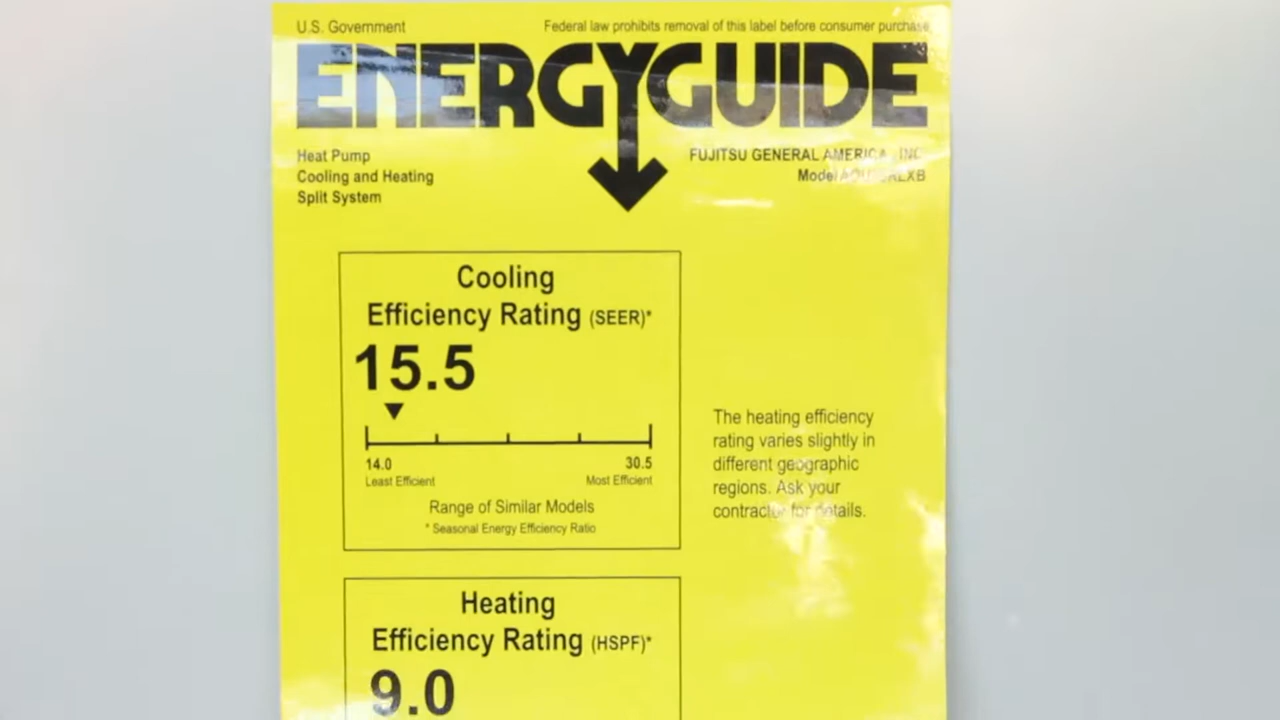 U.S. Government
Federal law prohibits removal of this label before consumer purchase.
ENERGYGUIDE
Heat Pump
Cooling and Heating
Split System
FUJITSU GENERAL AMERICA, INC
Model
Cooling
Efficiency Rating (SEER)*
15.5
14.0
30.5
Least Efficient
Most Efficient
Range of Similar Models
* Seasonal Energy Efficiency Ratio
The heating efficiency
rating varies slightly in
different geographic
regions. Ask your
contractor for details.
Heating
Efficiency Rating (HSPF)*
9.0